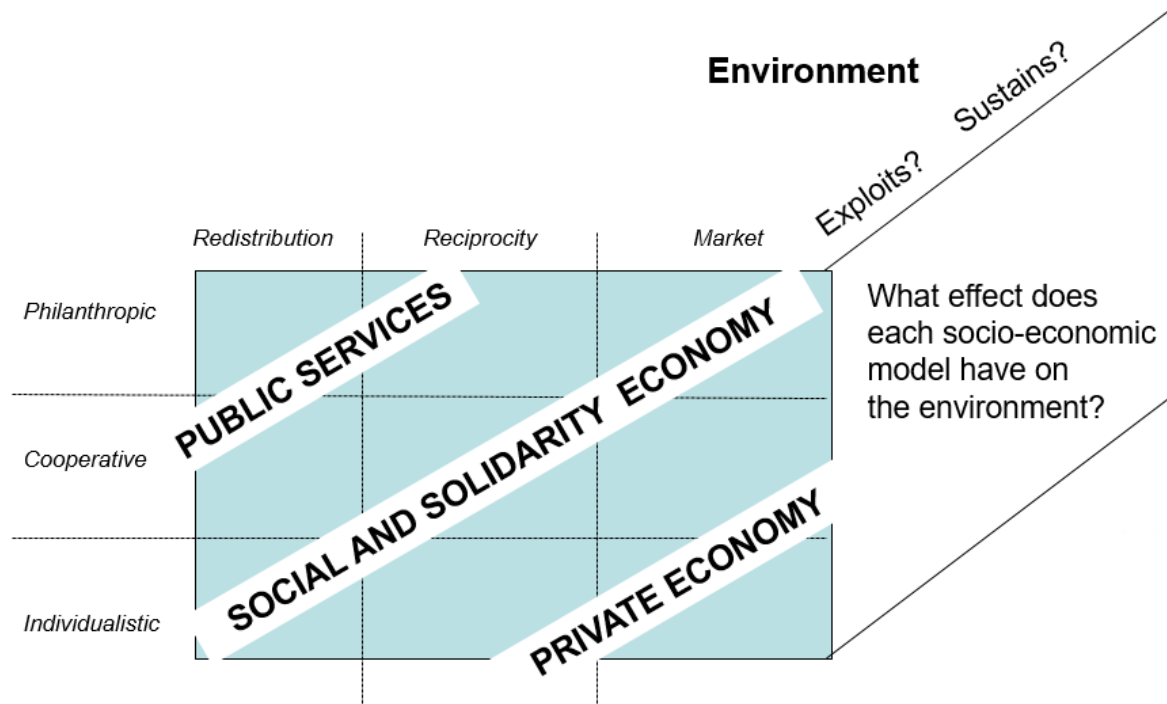 Environment
Sustains?
Exploits?
Redistribution
Reciprocity
Market
Philanthropic
Cooperative
Individualistic
PUBLIC SERVICES
SOCIAL AND SOLIDARITY ECONOMY
PRIVATE ECONOMY
What effect does
each socio-economic
model have on
the environment?